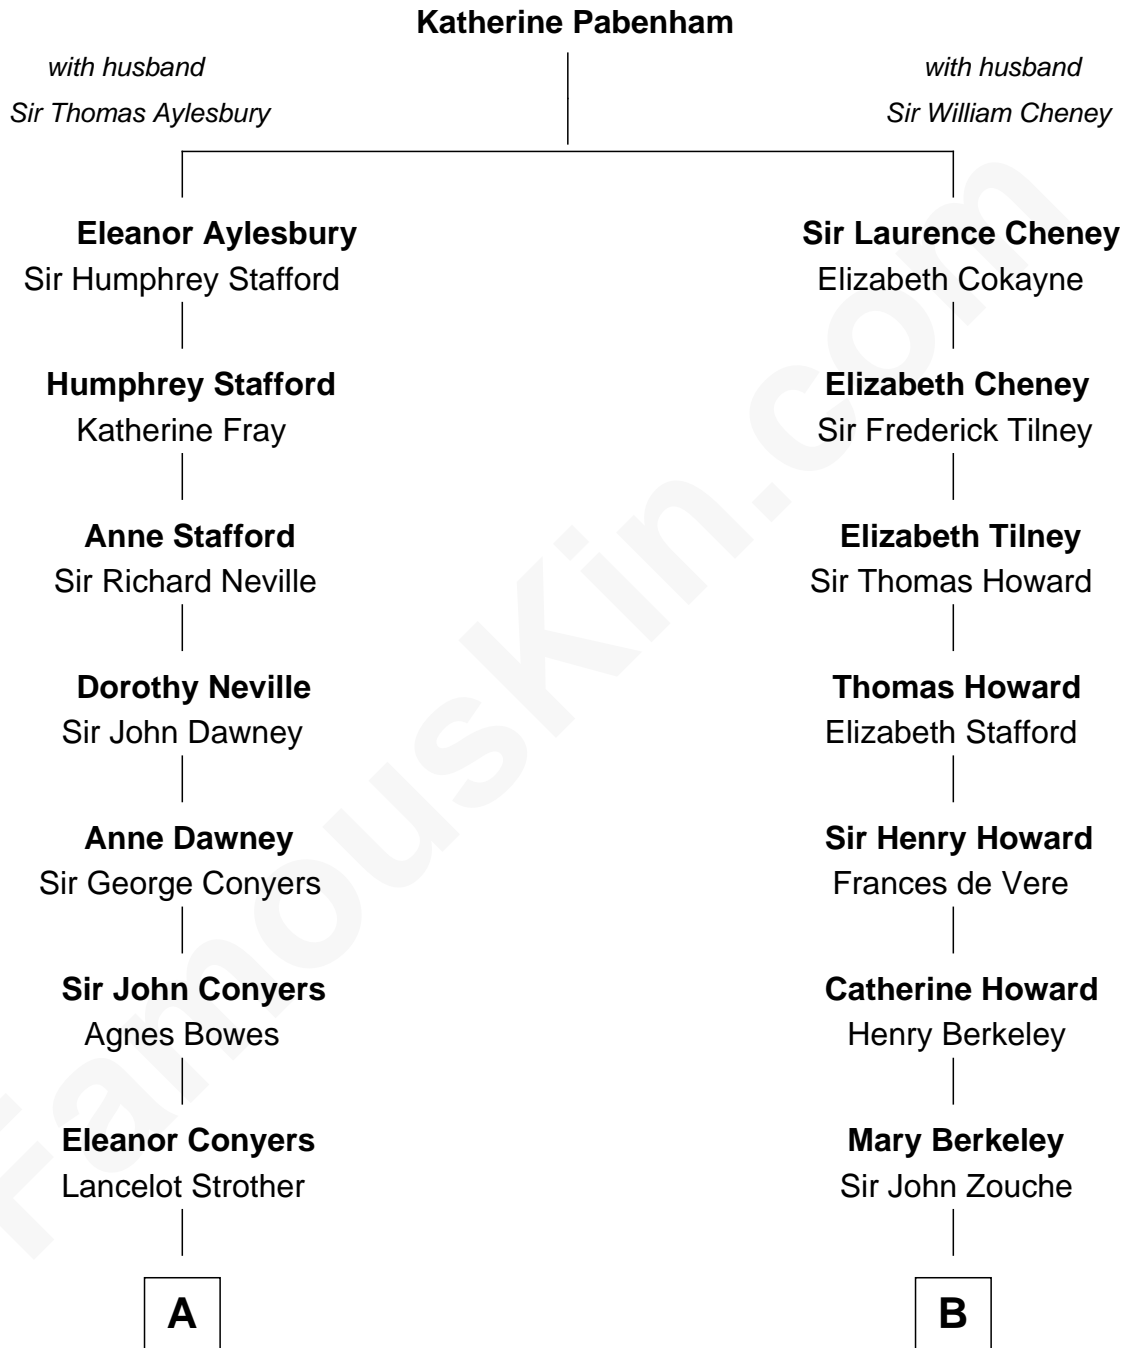 Katherine Pabenham
with husband
Sir Thomas Aylesbury
with husband
Sir William Cheney
Eleanor Aylesbury
Sir Humphrey Stafford
Sir Laurence Cheney
Elizabeth Cokayne
Humphrey Stafford
Katherine Fray
Elizabeth Cheney
Sir Frederick Tilney
Anne Stafford
Sir Richard Neville
Elizabeth Tilney
Sir Thomas Howard
Dorothy Neville
Sir John Dawney
Thomas Howard
Elizabeth Stafford
Anne Dawney
Sir George Conyers
Sir Henry Howard
Frances de Vere
Sir John Conyers
Agnes Bowes
Catherine Howard
Henry Berkeley
Eleanor Conyers
Lancelot Strother
Mary Berkeley
Sir John Zouche
A
B
FamousKin.com